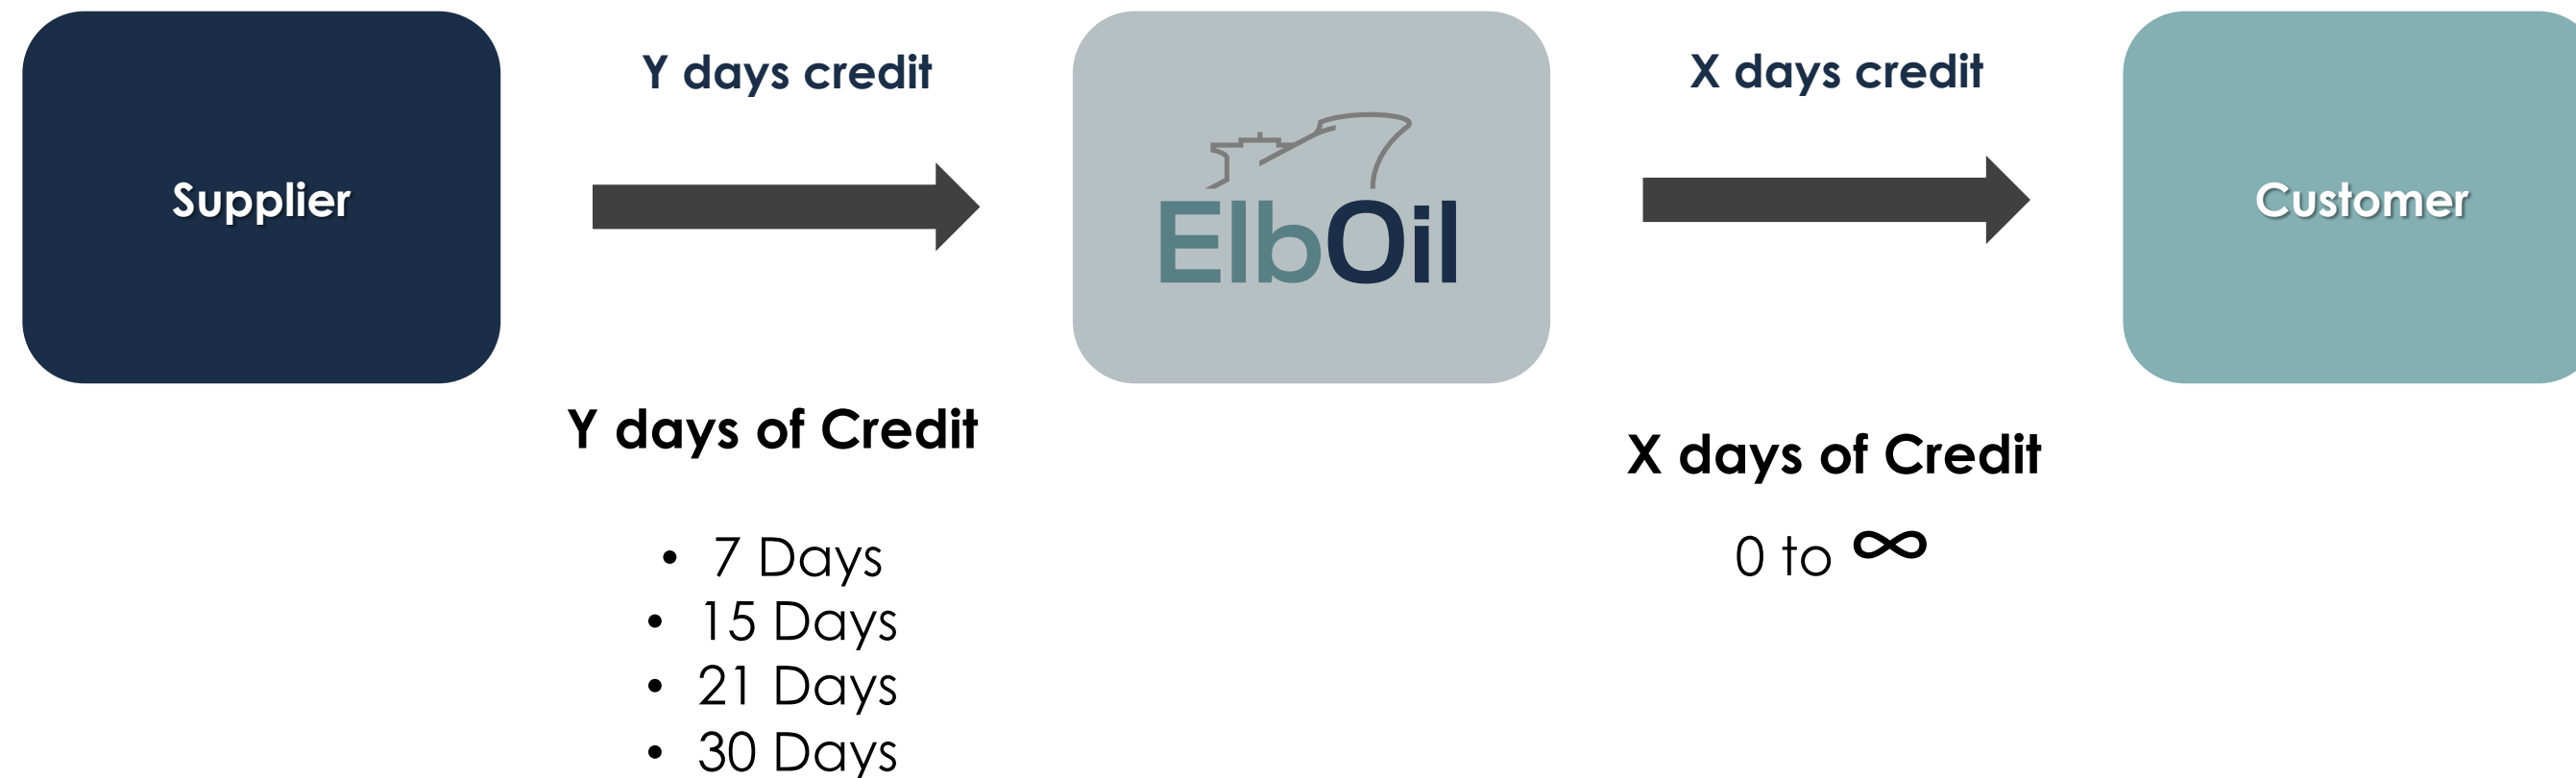 Y days credit
X days credit
Supplier
ElbOil
Customer
Y days of Credit
X days of Credit
• 7 Days
• 15 Days
• 21 Days
• 30 Days
0 to ∞